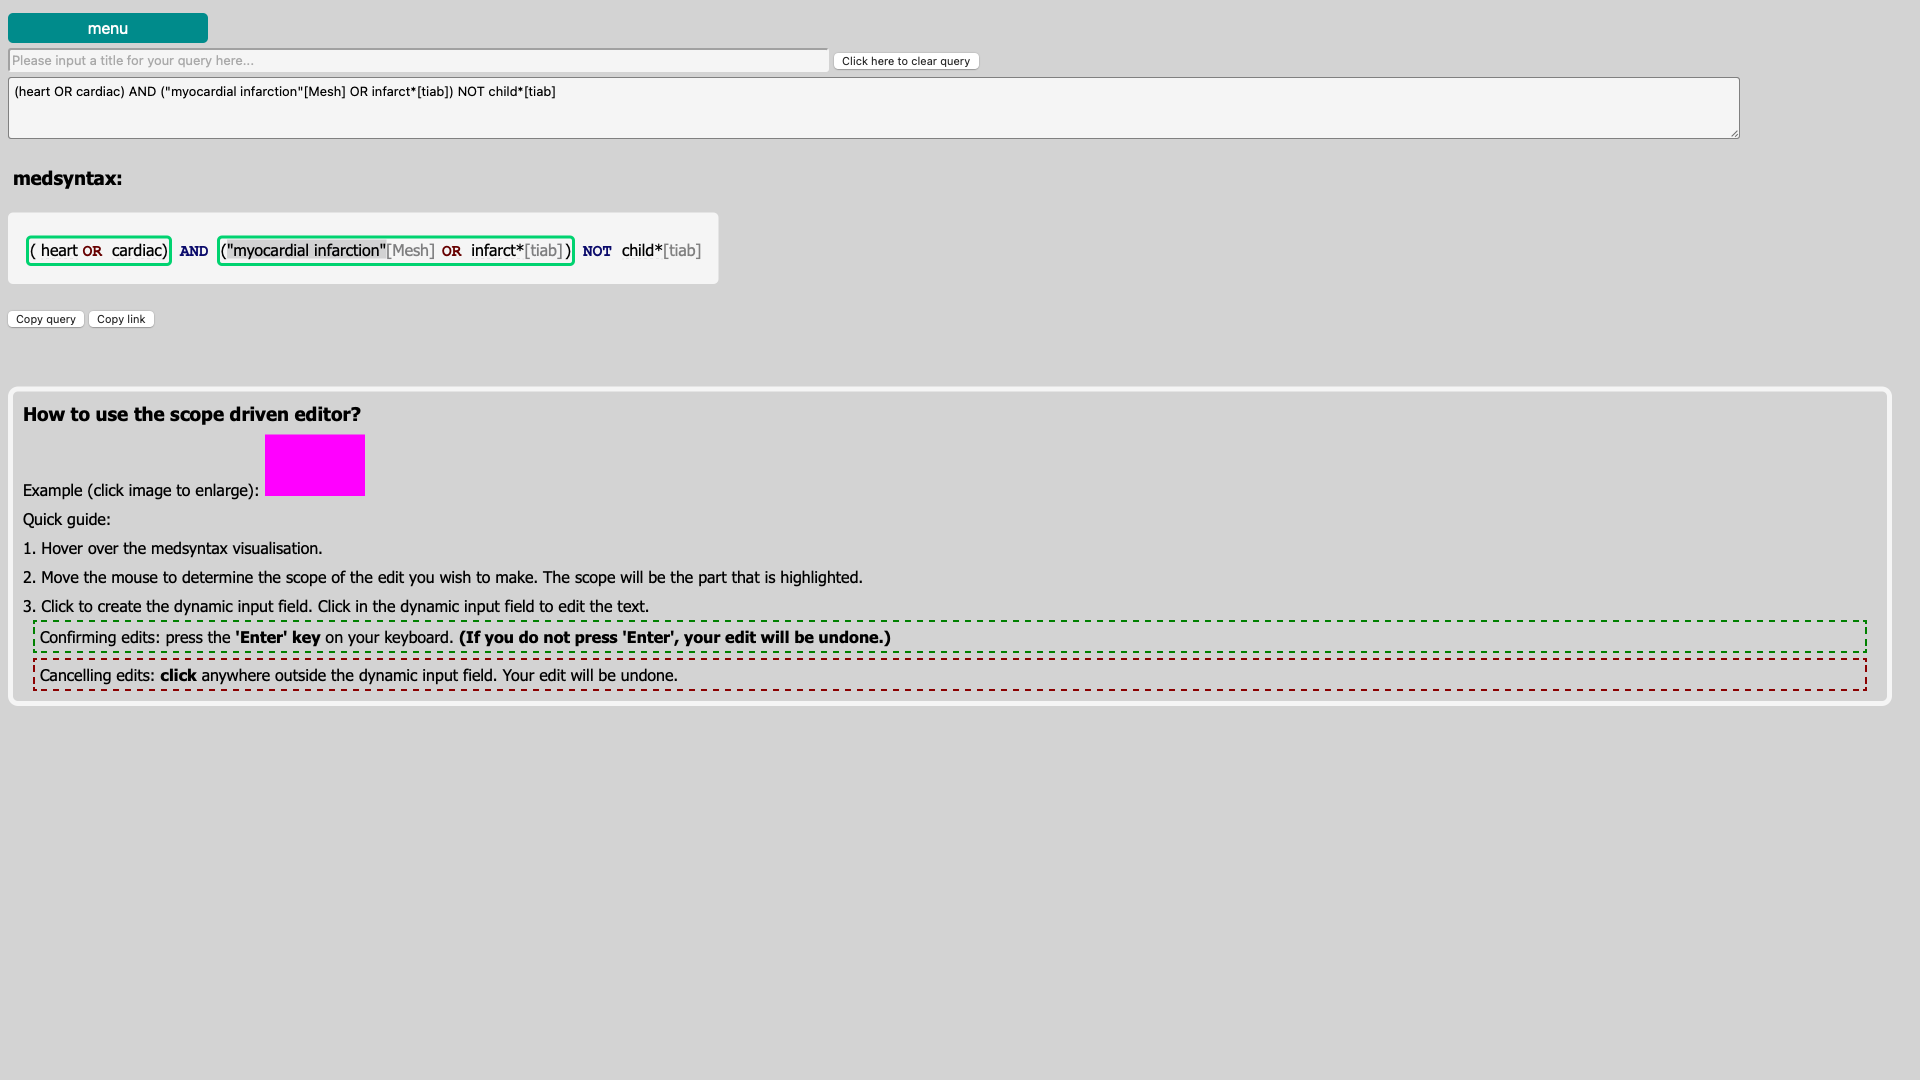 menu
Please input a title for your query here... Click here to clear query
(heart OR cardiac) AND ("myocardial infarction"[Mesh] OR infarct*[tiab]) NOT child*[tiab]
medsyntax:
( heart OR cardiac) AND ("myocardial infarction"[Mesh] OR infarct*[tiab]) NOT child*[tiab]
Copy query Copy link
How to use the scope driven editor?
Example (click image to enlarge):
Quick guide:
1. Hover over the medsyntax visualisation.
2. Move the mouse to determine the scope of the edit you wish to make. The scope will be the part that is highlighted.
3. Click to create the dynamic input field. Click in the dynamic input field to edit the text.
Confirming edits: press the 'Enter' key on your keyboard. (If you do not press 'Enter', your edit will be undone.)
Cancelling edits: click anywhere outside the dynamic input field. Your edit will be undone.